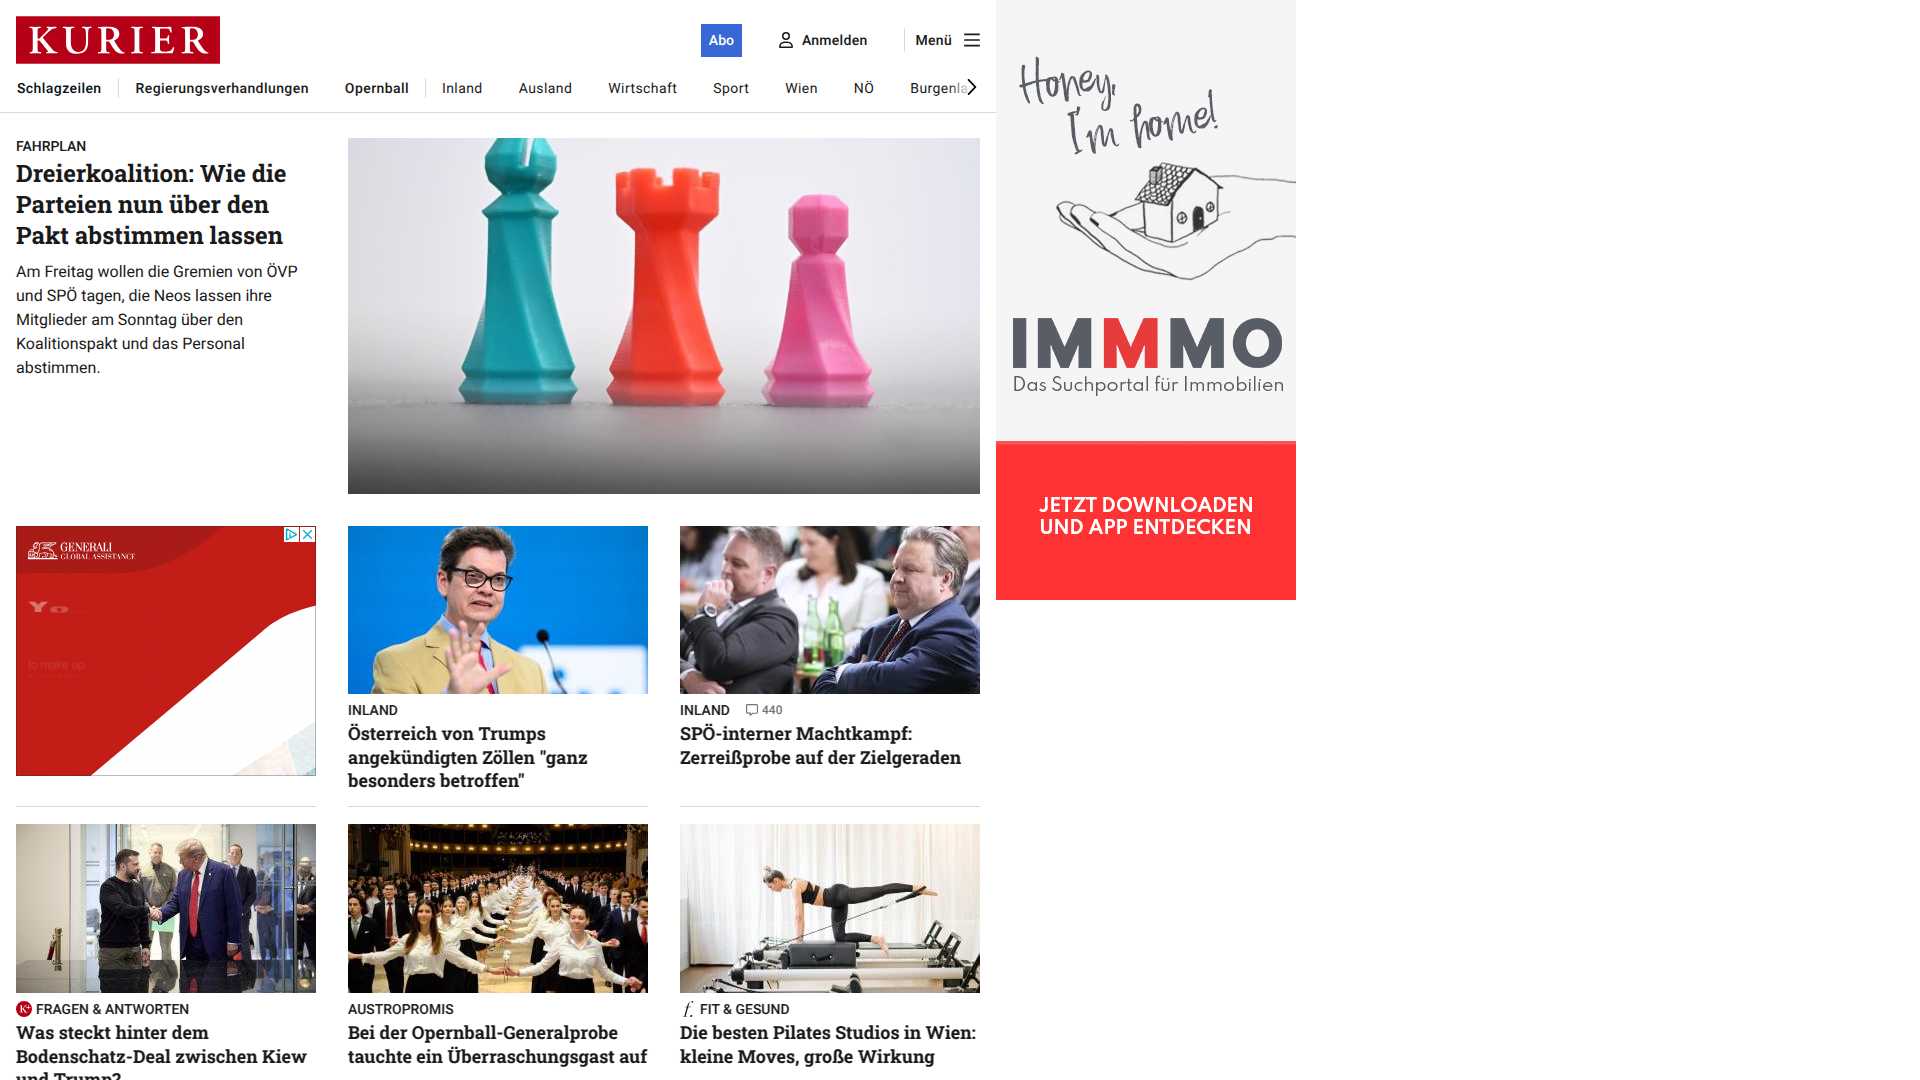 KURIER
Abo
Anmelden
Menü
Schlagzeilen
Regierungsverhandlungen
Opernball
Inland
Ausland
Wirtschaft
Sport
Wien
NÖ
Burgenla
FAHRPLAN
Dreierkoalition: Wie die
Parteien nun über den
Pakt abstimmen lassen
Am Freitag wollen die Gremien von ÖVP
und SPÖ tagen, die Neos lassen ihre
Mitglieder am Sonntag über den
Koalitionspakt und das Personal
abstimmen.
Honey,
I'm home!
IMMMO
Das Suchportal für Immobilien
JETZT DOWNLOADEN
UND APP ENTDECKEN
GENERALI
GLOBAL ASSISTANCE
Yo
to make up
INLAND
Österreich von Trumps
angekündigten Zöllen "ganz
besonders betroffen"
INLAND 440
SPÖ-interner Machtkampf:
Zerreißprobe auf der Zielgeraden
K+ FRAGEN & ANTWORTEN
Was steckt hinter dem
Bodenschatz-Deal zwischen Kiew
und Trump?
AUSTROPROMIS
Bei der Opernball-Generalprobe
tauchte ein Überraschungsgast auf
f. FIT & GESUND
Die besten Pilates Studios in Wien:
kleine Moves, große Wirkung